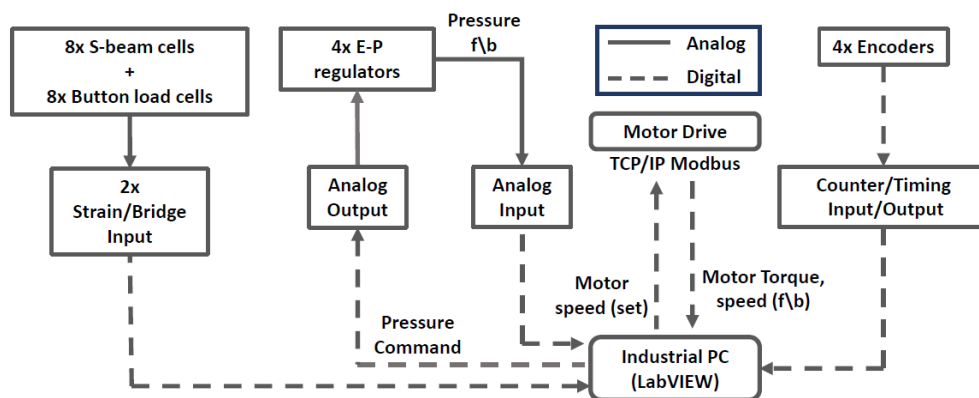 8x S-beam cells
+
8x Button load cells
4x E-P
regulators
Pressure
f\b
Analog
Digital
4x Encoders
Motor Drive
TCP/IP Modbus
2x
Strain/Bridge
Input
Analog
Output
Analog
Input
Counter/Timing
Input/Output
Motor
speed (set)
Motor Torque,
speed (f\b)
Pressure
Command
Industrial PC
(LabVIEW)